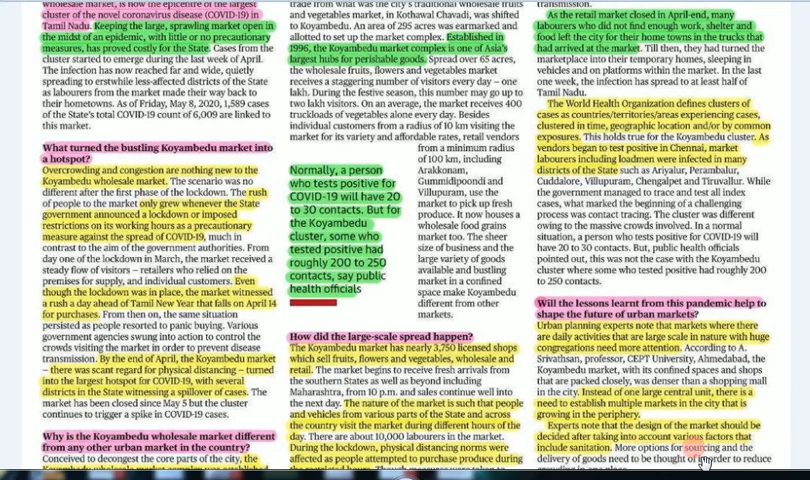 wholesale market, is now the epicentre of the largest
cluster of the novel coronavirus disease (COVID-19) in
Tamil Nadu. Keeping the large, sprawling market open in
the midst of an epidemic, with little or no precautionary
measures, has proved costly for the State. Cases from the
cluster started to emerge during the last week of April.
The infection has now reached far and wide, quietly
spreading to erstwhile less-affected districts of the State
as labourers from the market made their way back to
their hometowns. As of Friday, May 8, 2020, 1,589 cases
of the State's total COVID-19 count of 6,009 are linked to
this market.
What turned the bustling Koyambedu market into
a hotspot?
Overcrowding and congestion are nothing new to the
Koyambedu wholesale market. The scenario was no
different after the first phase of the lockdown. The rush
of people to the market only grew whenever the State
government announced a lockdown or imposed
restrictions on its working hours as a precautionary
measure against the spread of COVID-19, much in
contrast to the aim of the government authorities. From
day one of the lockdown in March, the market received a
steady flow of visitors – retailers who relied on the
premises for supply, and individual customers. Even
though the lockdown was in place, the market witnessed
a rush a day ahead of Tamil New Year that falls on April 14
for purchases. From then on, the same situation
persisted as people resorted to panic buying. Various
government agencies swung into action to control the
crowds visiting the market in order to prevent disease
transmission. By the end of April, the Koyambedu market
– there was scant regard for physical distancing – turned
into the largest hotspot for COVID-19, with several
districts in the State witnessing a spillover of cases. The
market has been closed since May 5 but the cluster
continues to trigger a spike in COVID-19 cases.
Why is the Koyambedu wholesale market different
from any other urban market in the country?
Conceived to decongest the core parts of the city, the
Koyambedu wholesale market complex was established
trade from what was the city's traditional wholesale fruits
and vegetables market, in Kothawal Chavadi, was shifted
to Koyambedu. An area of 295 acres was earmarked and
allotted to set up the market complex. Established in
1996, the Koyambedu market complex is one of Asia's
largest hubs for perishable goods. Spread over 65 acres,
the wholesale fruits, flowers and vegetables market
receives a staggering number of visitors every day – one
lakh. During the festive season, this number may go up to
two lakh visitors. On an average, the market receives 400
truckloads of vegetables alone every day. Besides
individual customers from a radius of 10 km visiting the
market for its variety and affordable rates, retail vendors
from a minimum radius
of 100 km, including
Arakkonam,
Gummidipoondi and
Villupuram, use the
market to pick up fresh
produce. It now houses a
wholesale food grains
market too. The sheer
size of business and the
large variety of goods
available and bustling
market in a confined
space make Koyambedu
different from other
markets.
Normally, a person
who tests positive for
COVID-19 will have 20
to 30 contacts. But for
the Koyambedu
cluster, some who
tested positive had
roughly 200 to 250
contacts, say public
health officials
How did the large-scale spread happen?
The Koyambedu market has nearly 3,750 licensed shops
which sell fruits, flowers and vegetables, wholesale and
retail. The market begins to receive fresh arrivals from
the southern States as well as beyond including
Maharashtra, from 10 p.m. and sales continue well into
the next day. The nature of the market is such that people
and vehicles from various parts of the State and across
the country visit the market during different hours of the
day. There are about 10,000 labourers in the market.
During the lockdown, physical distancing norms were
affected as people attempted to purchase produce during
the restricted hours. Though measures were taken to
transmission.
As the retail market closed in April-end, many
labourers who did not find enough work, shelter and
food left the city for their home towns in the trucks that
had arrived at the market. Till then, they had turned the
marketplace into their temporary homes, sleeping in
vehicles and on platforms within the market. In the last
one week, the infection has spread to at least half of
Tamil Nadu.
The World Health Organization defines clusters of
cases as countries/territories/areas experiencing cases,
clustered in time, geographic location and/or by common
exposures. This holds true for the Koyambedu cluster. As
vendors began to test positive in Chennai, market
labourers including loadmen were infected in many
districts of the State such as Ariyalur, Perambalur,
Cuddalore, Villupuram, Chengalpet and Tiruvallur. While
the government managed to trace and test all index
cases, what marked the beginning of a challenging
process was contact tracing. The cluster was different
owing to the massive crowds involved. In a normal
situation, a person who tests positive for COVID-19 will
have 20 to 30 contacts. But, public health officials
pointed out, this was not the case with the Koyambedu
cluster where some who tested positive had roughly 200
to 250 contacts.
Will the lessons learnt from this pandemic help to
shape the future of urban markets?
Urban planning experts note that markets where there
are daily activities that are large scale in nature with huge
congregations need more attention. According to A.
Srivathsan, professor, CEPT University, Ahmedabad, the
Koyambedu market, with its confined spaces and shops
that are packed closely, was denser than a shopping mall
in the city. Instead of one large central unit, there is a
need to establish multiple markets in the city that is
growing in the periphery.
Experts note that the design of the market should be
decided after taking into account various factors that
include sanitation. More options for sourcing and the
delivery of goods need to be thought of in order to reduce